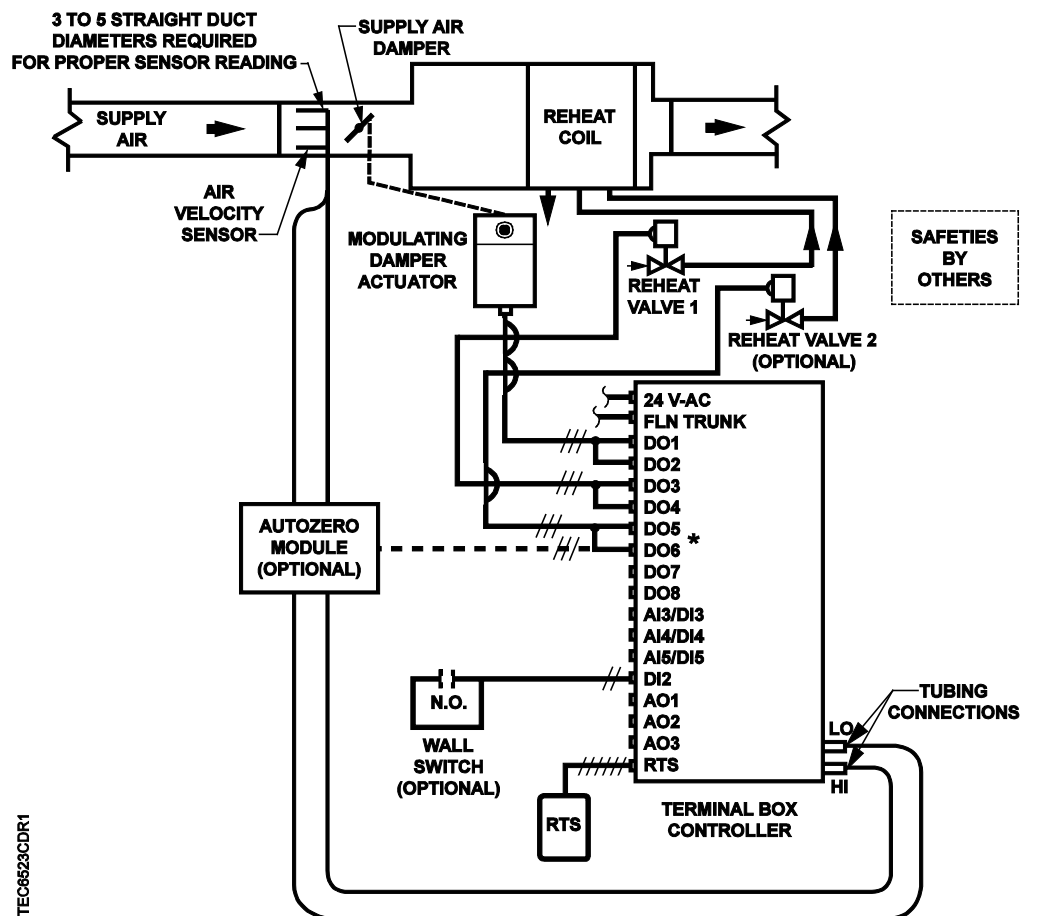 3 TO 5 STRAIGHT DUCT
DIAMETERS REQUIRED
FOR PROPER SENSOR READING
SUPPLY AIR
DAMPER
SUPPLY
AIR
REHEAT
COIL
AIR
VELOCITY
SENSOR
MODULATING
DAMPER
ACTUATOR
REHEAT
VALVE 1
REHEAT VALVE 2
(OPTIONAL)
SAFETIES
BY
OTHERS
24 V-AC
FLN TRUNK
DO1
DO2
DO3
DO4
DO5
DO6 *
DO7
DO8
AI3/DI3
AI4/DI4
AI5/DI5
DI2
AO1
AO2
AO3
RTS
AUTOZERO
MODULE
(OPTIONAL)
N.O.
WALL
SWITCH
(OPTIONAL)
RTS
LO
HI
TUBING
CONNECTIONS
TERMINAL BOX
CONTROLLER
TEC6523CDR1